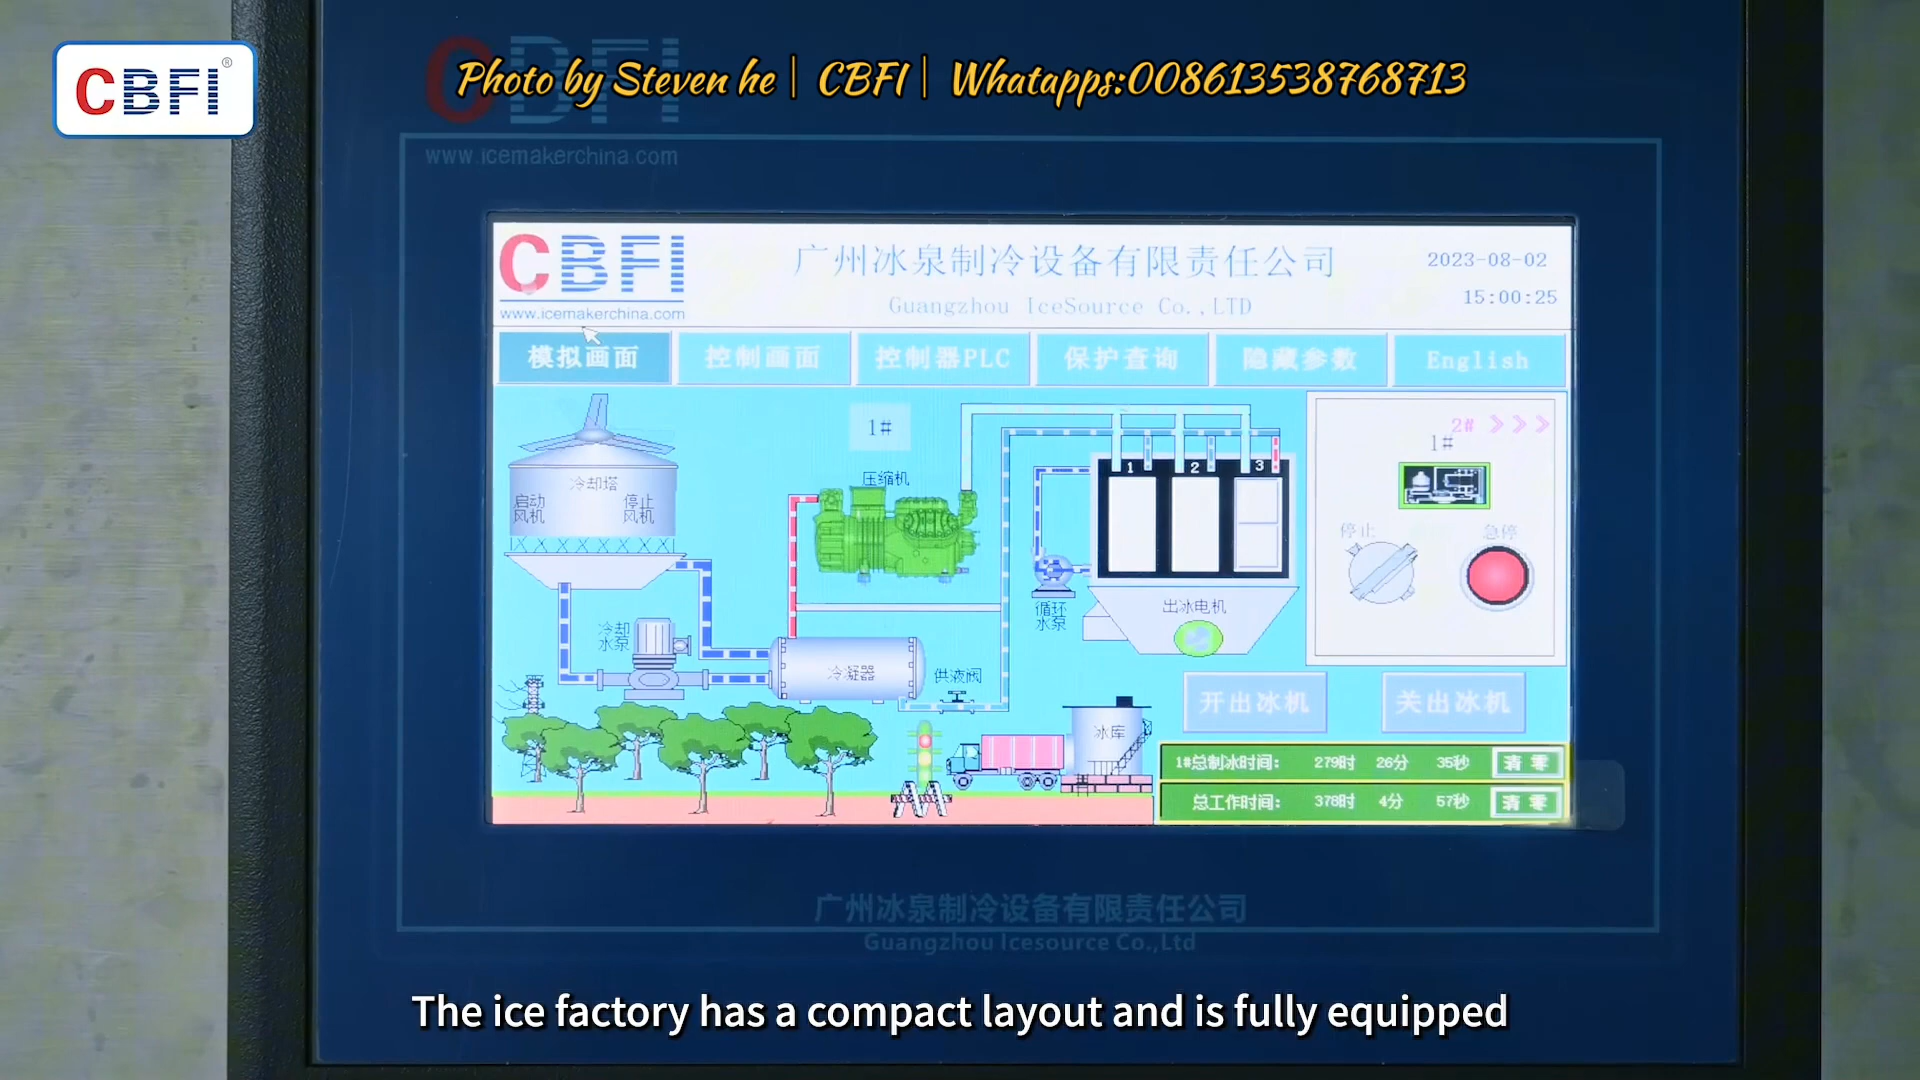 CBFI®
CBFI
Photo by Steven he | CBFI | Whatapps:008613538768713
www.icemakerchina.com
CBFI
www.icemakerchina.com
广州冰泉制冷设备有限责任公司
Guangzhou IceSource Co.,LTD
2023-08-02
15:00:25
模拟画面
控制画面
控制器PLC
保护查询
隐藏参数
English
冷却塔
启动风机
停止风机
1#
压缩机
1 2 3
2# >>>>
1#
停止
急停
循环水泵
出冰电机
冷却水泵
冷凝器
供液阀
冰库
开出冰机
关出冰机
1#总制冰时间: 279时 26分 35秒 清零
总工作时间: 378时 4分 57秒 清零
广州冰泉制冷设备有限责任公司
Guangzhou Icesource Co.,Ltd
The ice factory has a compact layout and is fully equipped